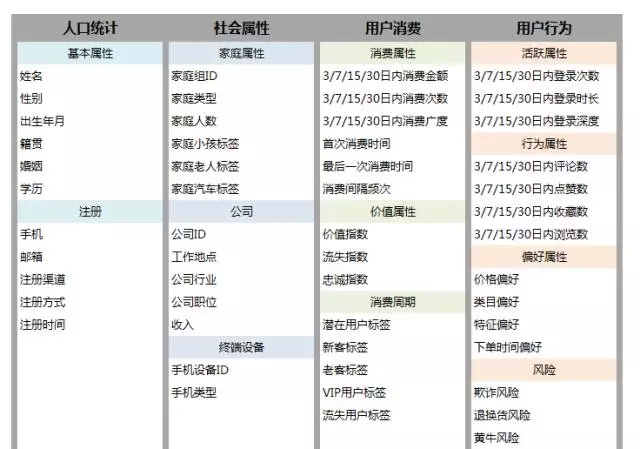 人口统计
基本属性
姓名
性别
出生年月
籍贯
婚姻
学历
注册
手机
邮箱
注册渠道
注册方式
注册时间
社会属性
家庭属性
家庭组ID
家庭类型
家庭人数
家庭小孩标签
家庭老人标签
家庭汽车标签
公司
公司ID
工作地点
公司行业
公司职位
收入
终端设备
手机设备ID
手机类型
用户消费
消费属性
3/7/15/30日内消费金额
3/7/15/30日内消费次数
3/7/15/30日内消费广度
首次消费时间
最后一次消费时间
消费间隔频次
价值属性
价值指数
流失指数
忠诚指数
消费周期
潜在用户标签
新客标签
老客标签
VIP用户标签
流失用户标签
用户行为
活跃属性
3/7/15/30日内登录次数
3/7/15/30日内登录时长
3/7/15/30日内登录深度
行为属性
3/7/15/30日内评论数
3/7/15/30日内点赞数
3/7/15/30日内收藏数
3/7/15/30日内浏览数
偏好属性
价格偏好
类目偏好
特征偏好
下单时间偏好
风险
欺诈风险
退换货风险
黄牛风险